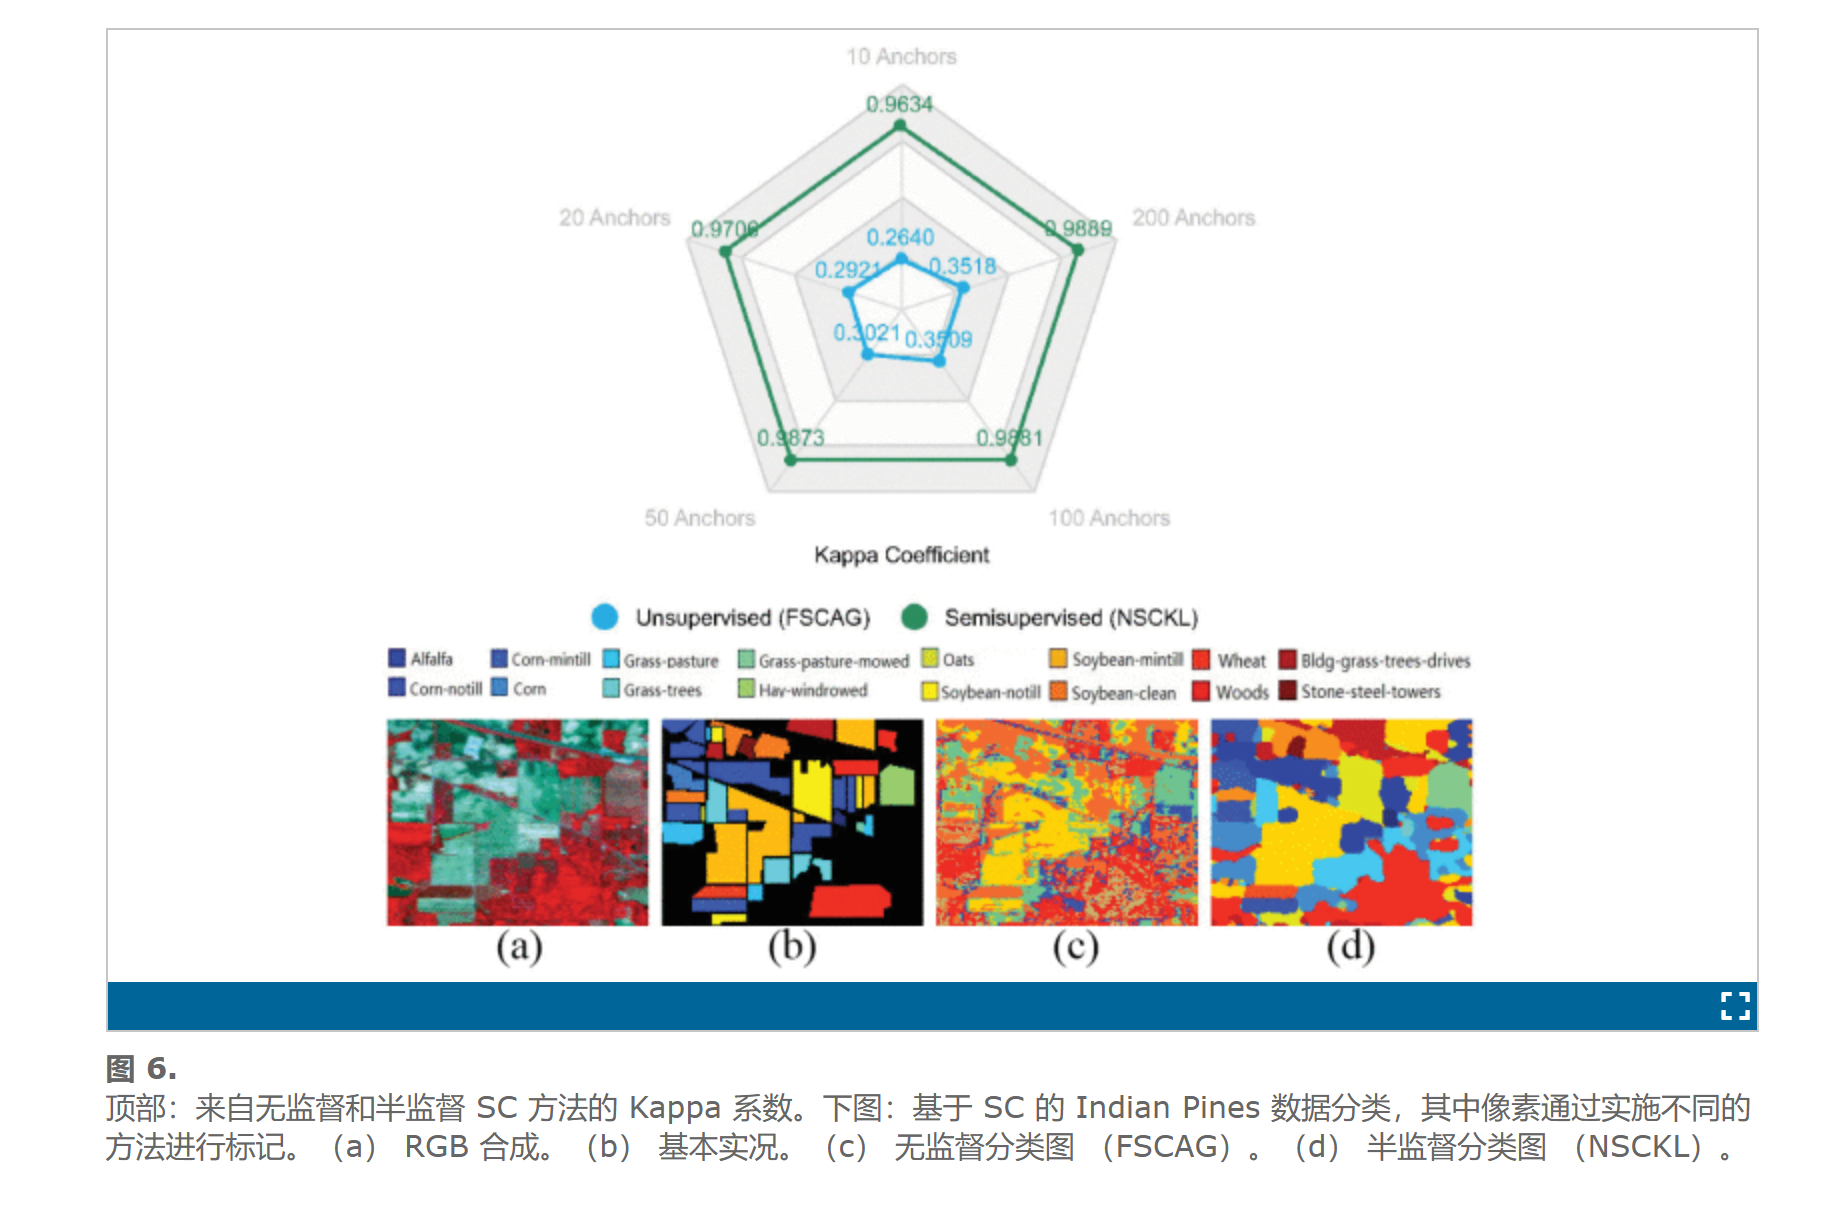 10 Anchors
0.9634
20 Anchors
0.9706
0.9889
200 Anchors
0.2640
0.2921
0.3518
0.3021
0.3509
0.9873
0.9881
50 Anchors
100 Anchors
Kappa Coefficient
Unsupervised (FSCAG)
Semisupervised (NSCKL)
Alfalfa
Corn-mintill
Grass-pasture
Grass-pasture-mowed
Oats
Soybean-mintill
Wheat
Bldg-grass-trees-drives
Corn-notill
Corn
Grass-trees
Hay-windrowed
Soybean-notill
Soybean-clean
Woods
Stone-steel-towers
(a)
(b)
(c)
(d)
图 6.
顶部：来自无监督和半监督 SC 方法的 Kappa 系数。下图：基于 SC 的 Indian Pines 数据分类，其中像素通过实施不同的
方法进行标记。（a） RGB 合成。（b） 基本实况。（c） 无监督分类图 （FSCAG）。（d） 半监督分类图 （NSCKL）。